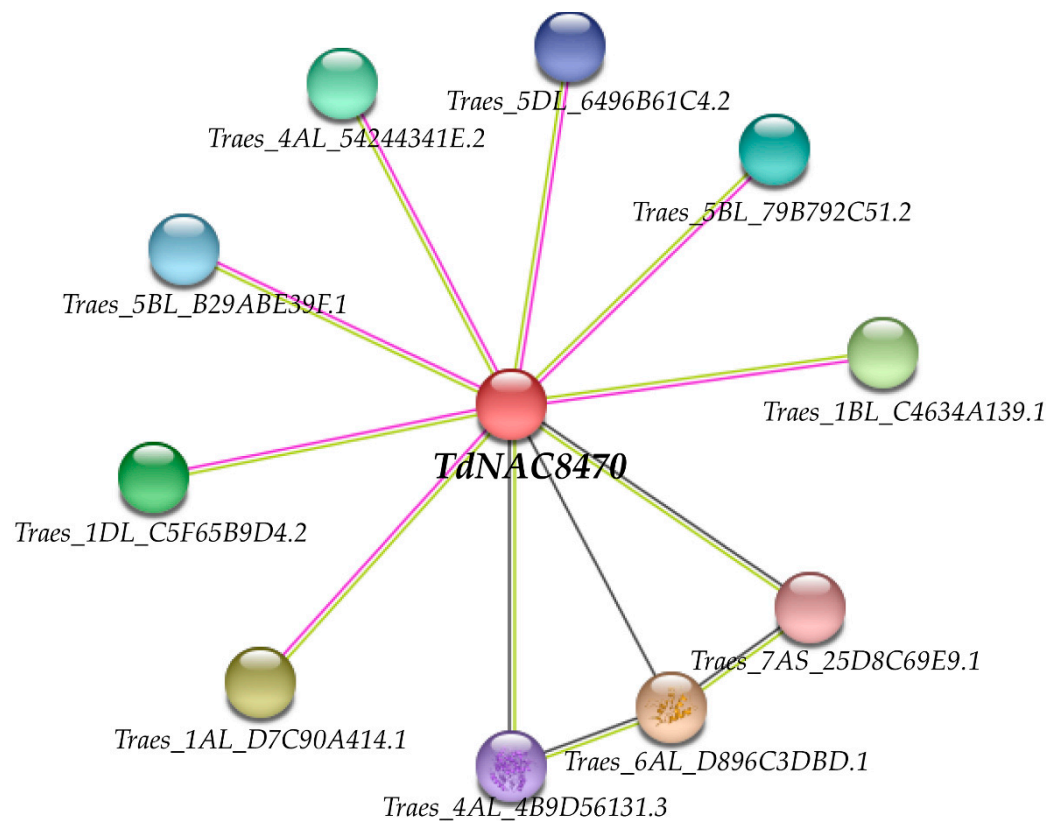 Traes_5DL_6496B61C4.2
Traes_4AL_54244341E.2
Traes_5BL_79B792C51.2
Traes_5BL_B29ABE39F.1
Traes_1BL_C4634A139.1
TdNAC8470
Traes_1DL_C5F65B9D4.2
Traes_7AS_25D8C69E9.1
Traes_1AL_D7C90A414.1
Traes_6AL_D896C3DBD.1
Traes_4AL_4B9D56131.3